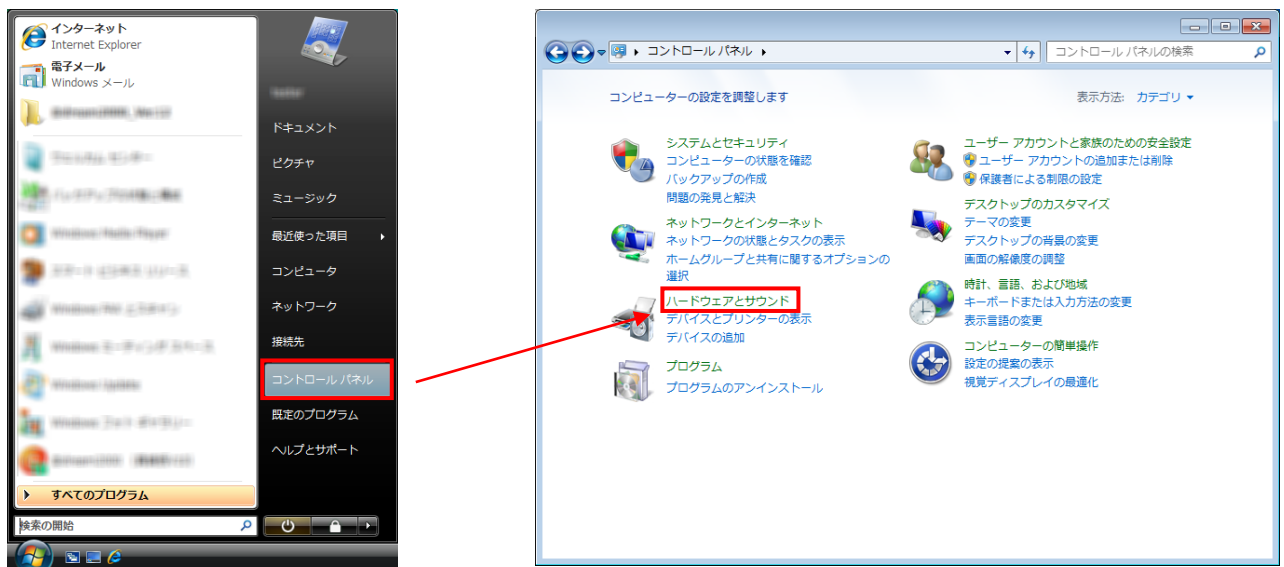 インターネット
Internet Explorer
電子メール
Windows メール
ドキュメント
ピクチャ
ミュージック
最近使った項目
コンピュータ
ネットワーク
接続先
コントロール パネル
既定のプログラム
ヘルプとサポート
すべてのプログラム
検索の開始
コントロール パネル
コントロール パネルの検索
コンピューターの設定を調整します
表示方法: カテゴリ
システムとセキュリティ
コンピューターの状態を確認
バックアップの作成
問題の発見と解決
ネットワークとインターネット
ネットワークの状態とタスクの表示
ホームグループと共有に関するオプションの
選択
ハードウェアとサウンド
デバイスとプリンターの表示
デバイスの追加
プログラム
プログラムのアンインストール
ユーザー アカウントと家族のための安全設定
ユーザー アカウントの追加または削除
保護者による制限の設定
デスクトップのカスタマイズ
テーマの変更
デスクトップの背景の変更
画面の解像度の調整
時計、言語、および地域
キーボードまたは入力方法の変更
表示言語の変更
コンピューターの簡単操作
設定の提案の表示
視覚ディスプレイの最適化